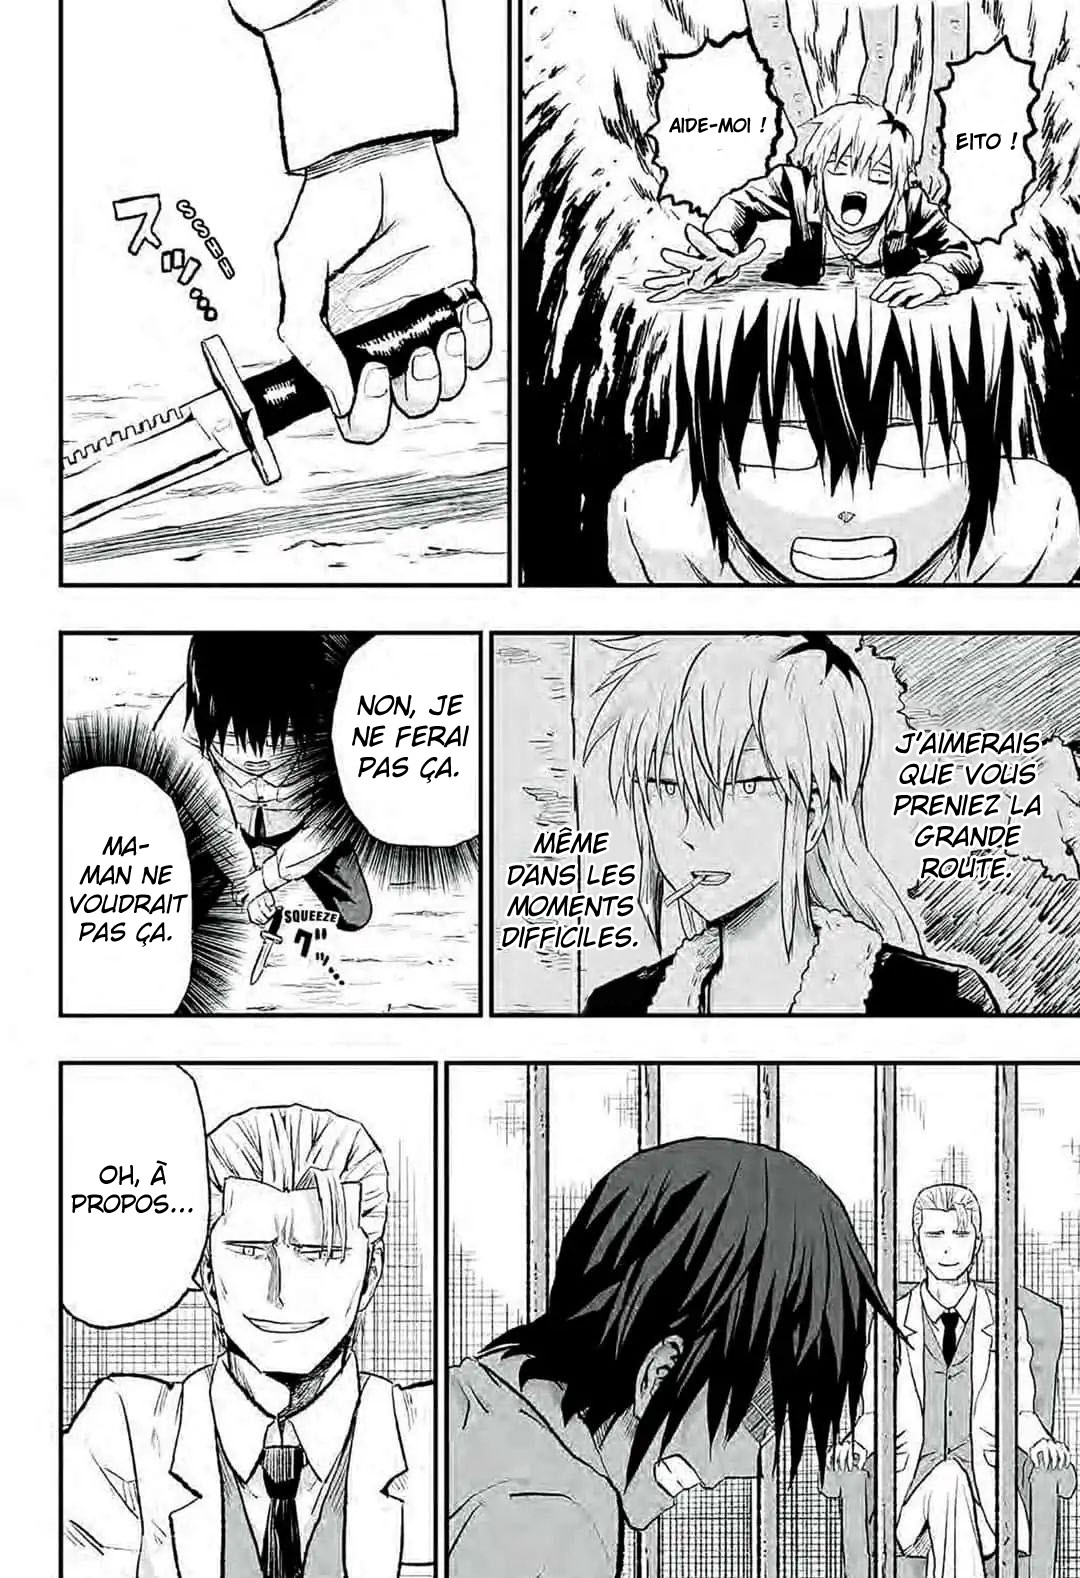 EITO !
AIDE-MOI !
SSHHH
スッ...
J'AIMERAIS
QUE VOUS
PRENIEZ LA
GRANDE
ROUTE.
MÊME
DANS LES
MOMENTS
DIFFICILES.
NON, JE
NE FERAI
PAS ÇA.
MA-
MAN NE
VOUDRAIT
PAS ÇA.
SQUEEZE
グッ...
OH, À
PROPOS...